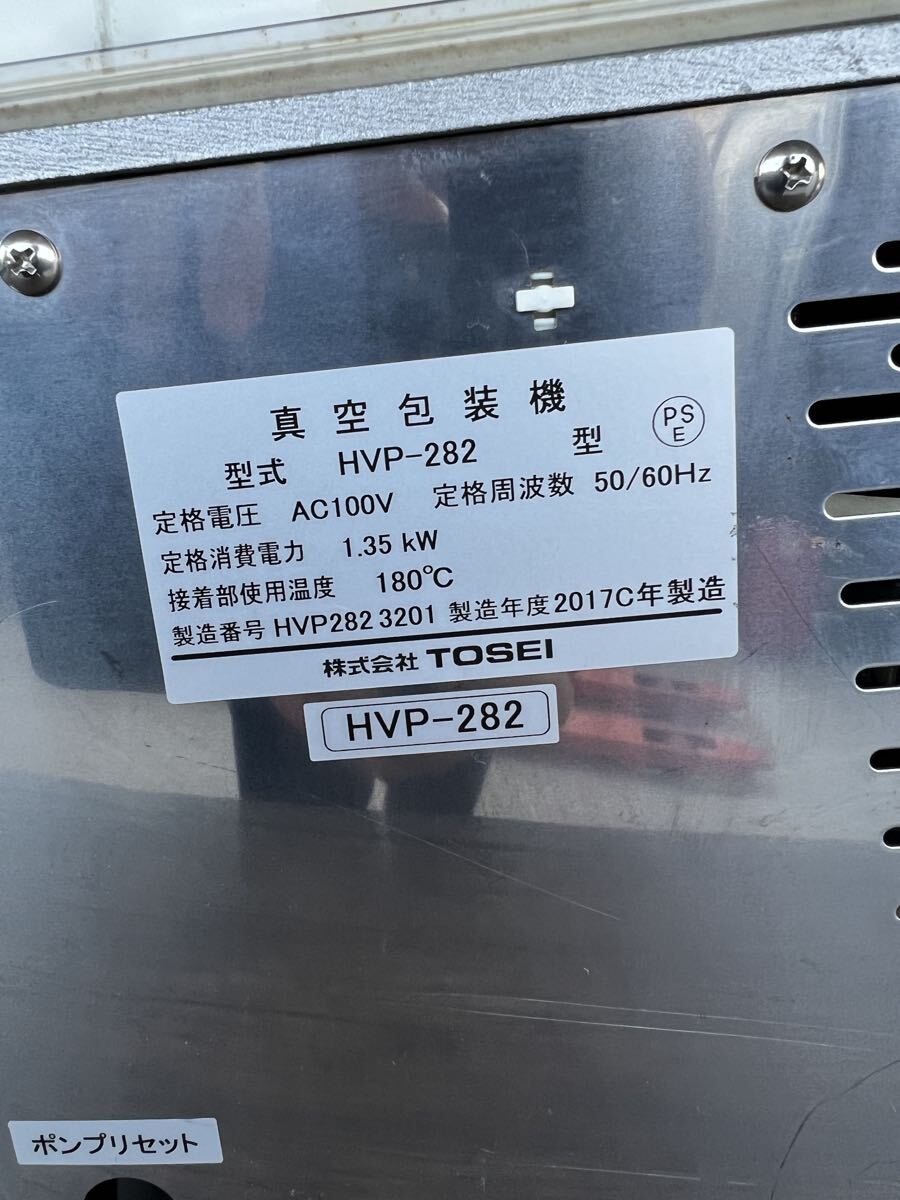 真空包装機
型式 HVP-282 型 PSE
定格電圧 AC100V 定格周波数 50/60Hz
定格消費電力 1.35 kW
接着部使用温度 180℃
製造番号 HVP282 3201 製造年度 2017C年製造
株式会社 TOSEI
HVP-282
ポンプリセット